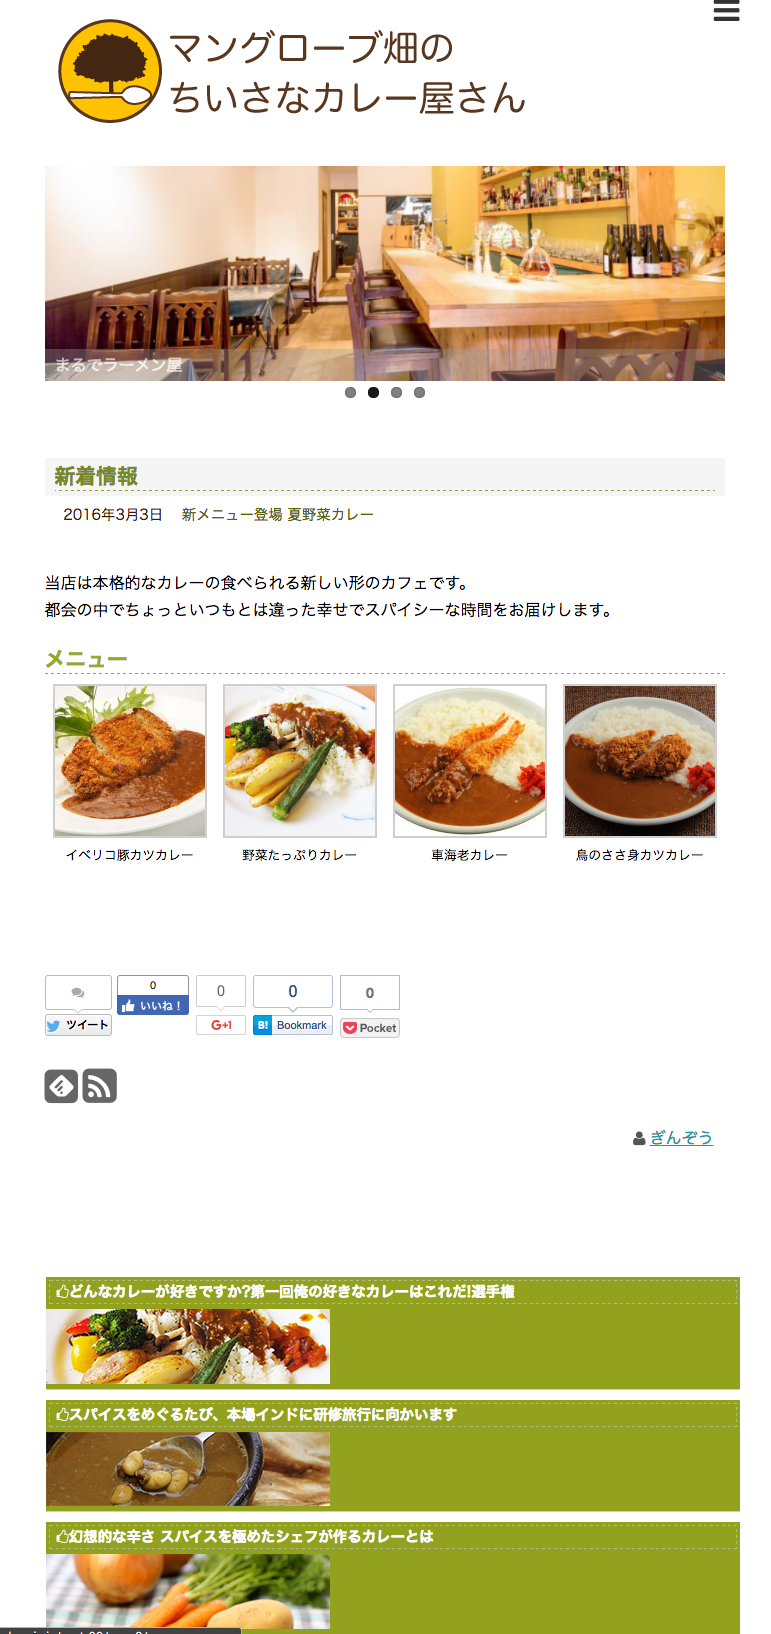 マングローブ畑の
ちいさなカレー屋さん
まるでラーメン屋
新着情報
2016年3月3日 新メニュー登場 夏野菜カレー
当店は本格的なカレーの食べられる新しい形のカフェです。
都会の中でちょっといつもとは違った幸せでスパイシーな時間をお届けします。
メニュー
イベリコ豚カツカレー 野菜たっぷりカレー 車海老カレー 鳥のささ身カツカレー
0 0 0 0
ツイート いいね! G+1 B! Bookmark Pocket
ぎんぞう
どんなカレーが好きですか?第一回俺の好きなカレーはこれだ!選手権
スパイスをめぐるたび、本場インドに研修旅行に向かいます
幻想的な辛さ スパイスを極めたシェフが作るカレーとは